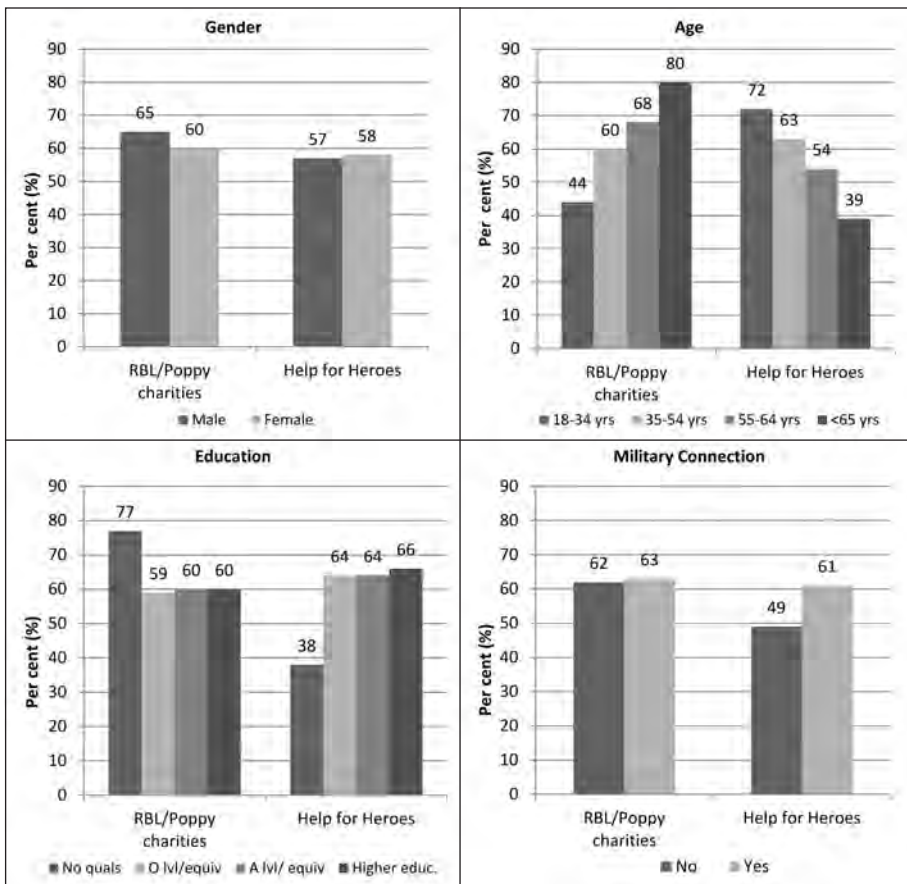 Gender
90
80
70
60
50
40
30
20
10
0
Per cent (%)
65
60
57
58
RBL/Poppy
charities
Help for Heroes
Male Female
Age
90
80
70
60
50
40
30
20
10
0
Per cent (%)
44
60
68
80
72
63
54
39
RBL/Poppy
charities
Help for Heroes
18-34 yrs 35-54 yrs 55-64 yrs <65 yrs
Education
90
80
70
60
50
40
30
20
10
0
Per cent (%)
77
59
60
60
38
64
64
66
RBL/Poppy
charities
Help for Heroes
No quals O lvl/equiv A lvl/ equiv Higher educ.
Military Connection
90
80
70
60
50
40
30
20
10
0
Per cent (%)
62
63
49
61
RBL/Poppy
charities
Help for Heroes
No Yes